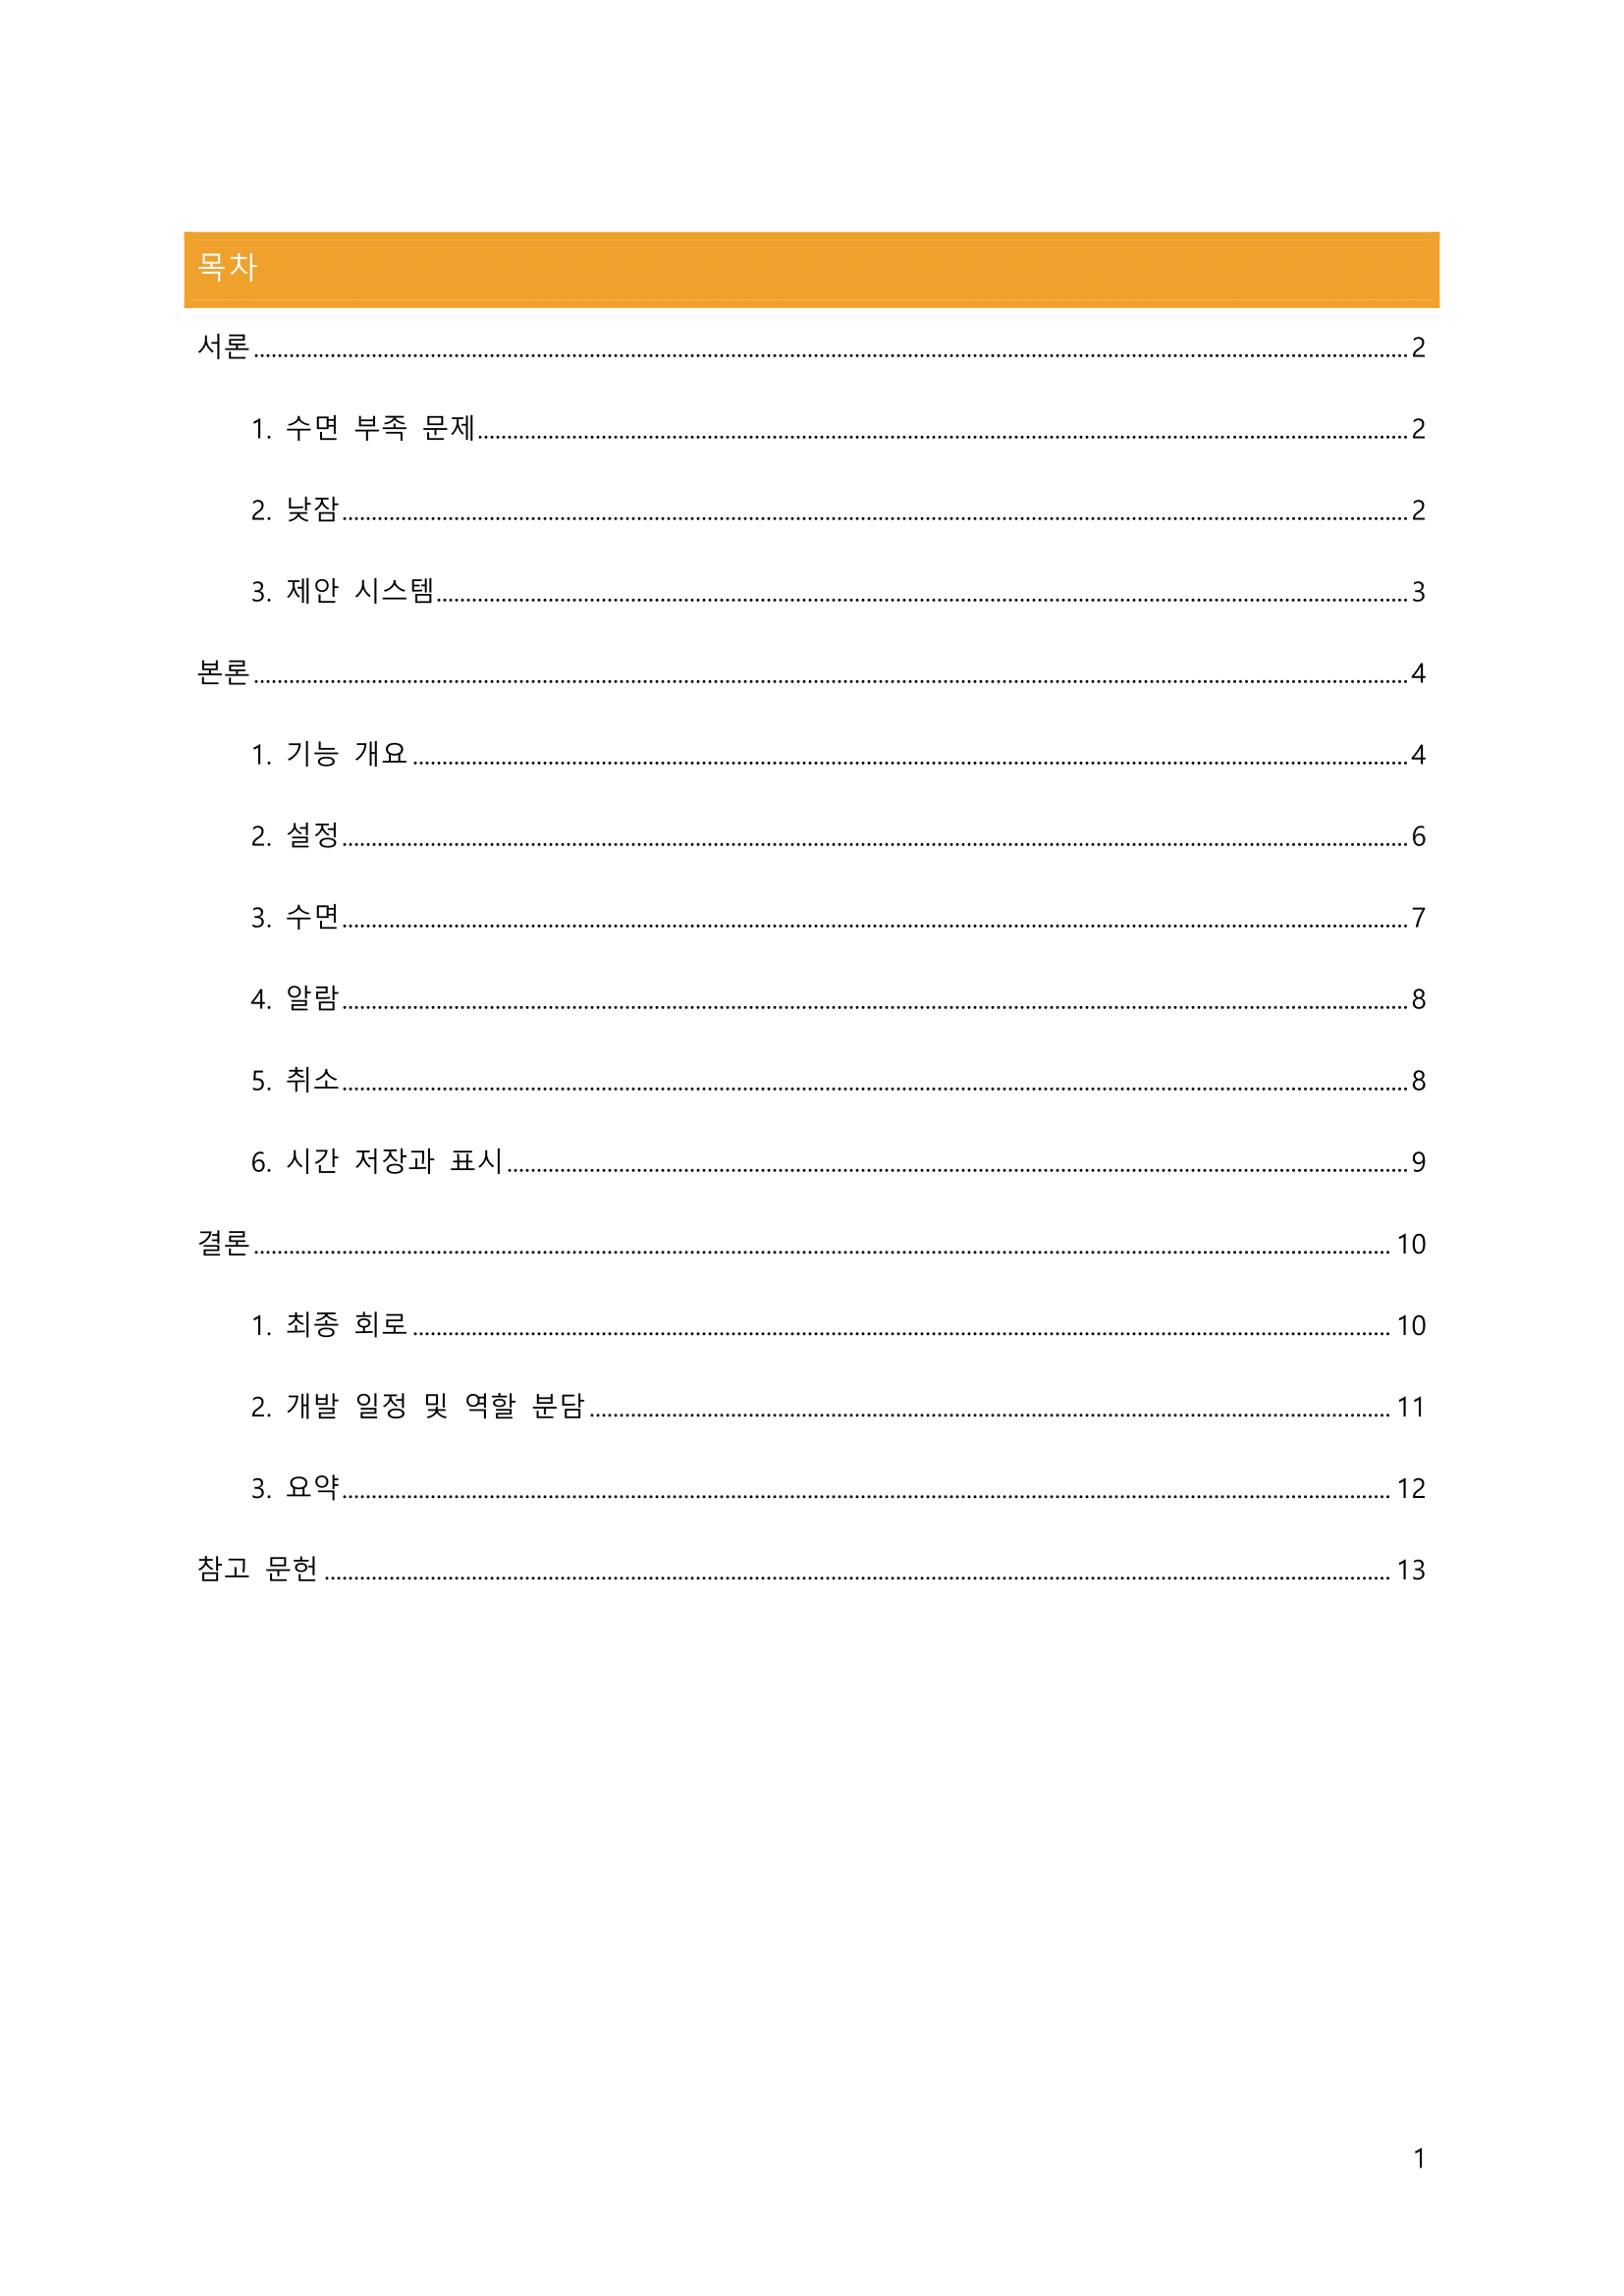 목차
서론 2
1. 수면 부족 문제 2
2. 낮잠 2
3. 제안 시스템 3
본론 4
1. 기능 개요 4
2. 설정 6
3. 수면 7
4. 알람 8
5. 취소 8
6. 시간 저장과 표시 9
결론 10
1. 최종 회로 10
2. 개발 일정 및 역할 분담 11
3. 요약 12
참고 문헌 13
1